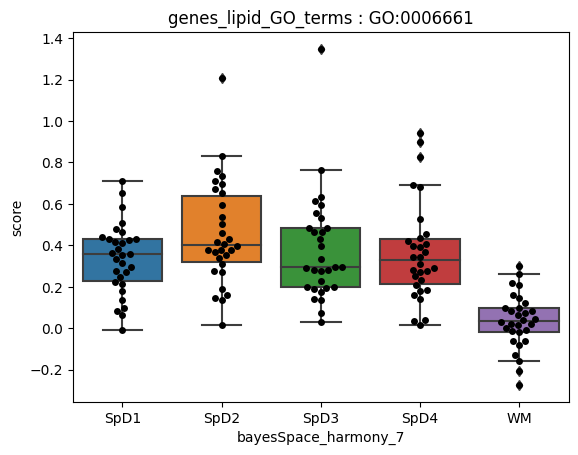 genes_lipid_GO_terms : GO:0006661
1.4
1.2
1.0
0.8
0.6
0.4
0.2
0.0
−0.2
score
SpD1 SpD2 SpD3 SpD4 WM
bayesSpace_harmony_7